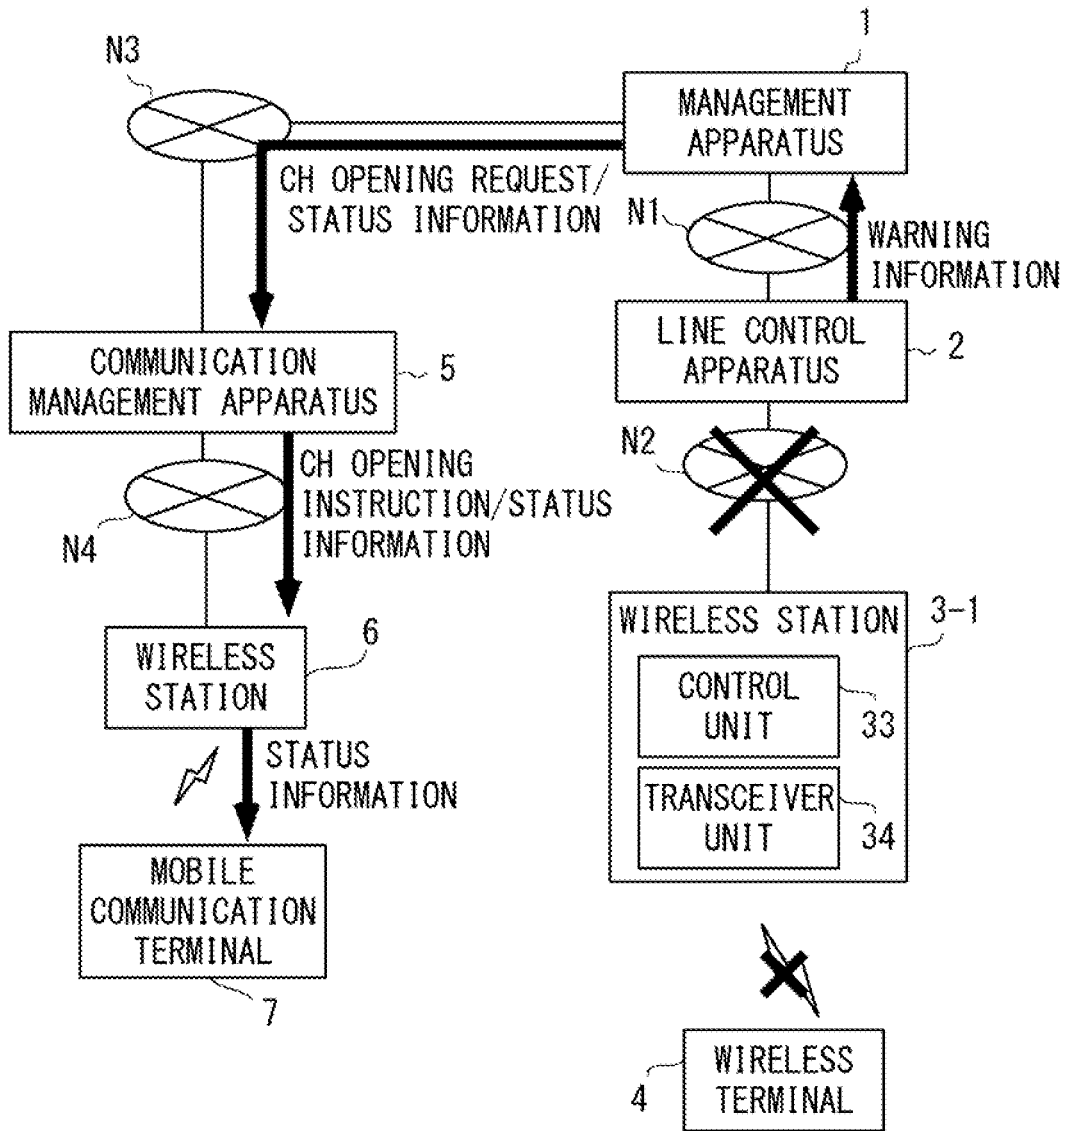 1
N3
MANAGEMENT
APPARATUS
CH OPENING REQUEST/
STATUS INFORMATION
N1
WARNING
INFORMATION
COMMUNICATION
MANAGEMENT APPARATUS
5
LINE CONTROL
APPARATUS
2
N2
CH OPENING
INSTRUCTION/STATUS
INFORMATION
N4
WIRELESS
STATION
6
WIRELESS STATION
3-1
CONTROL
UNIT
33
TRANSCEIVER
UNIT
34
STATUS
INFORMATION
MOBILE
COMMUNICATION
TERMINAL
7
WIRELESS
TERMINAL
4